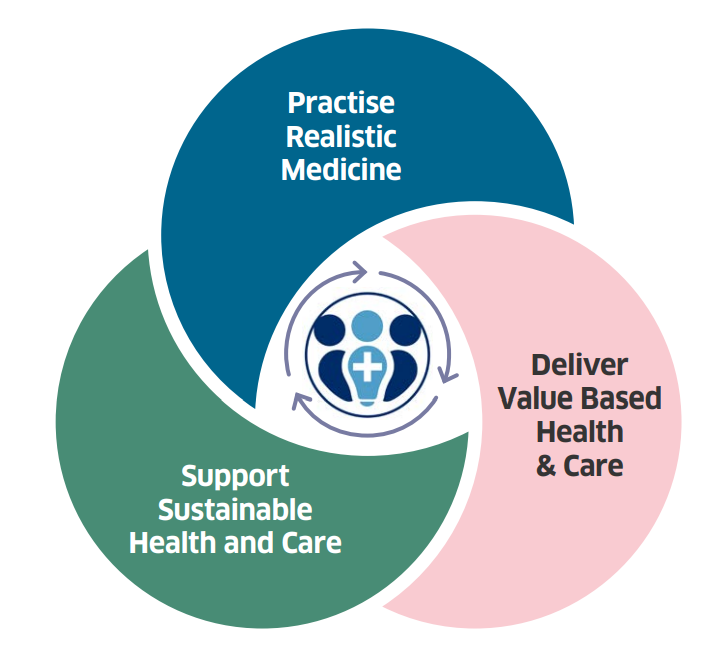 Practise
Realistic
Medicine
Deliver
Value Based
Health
& Care
Support
Sustainable
Health and Care